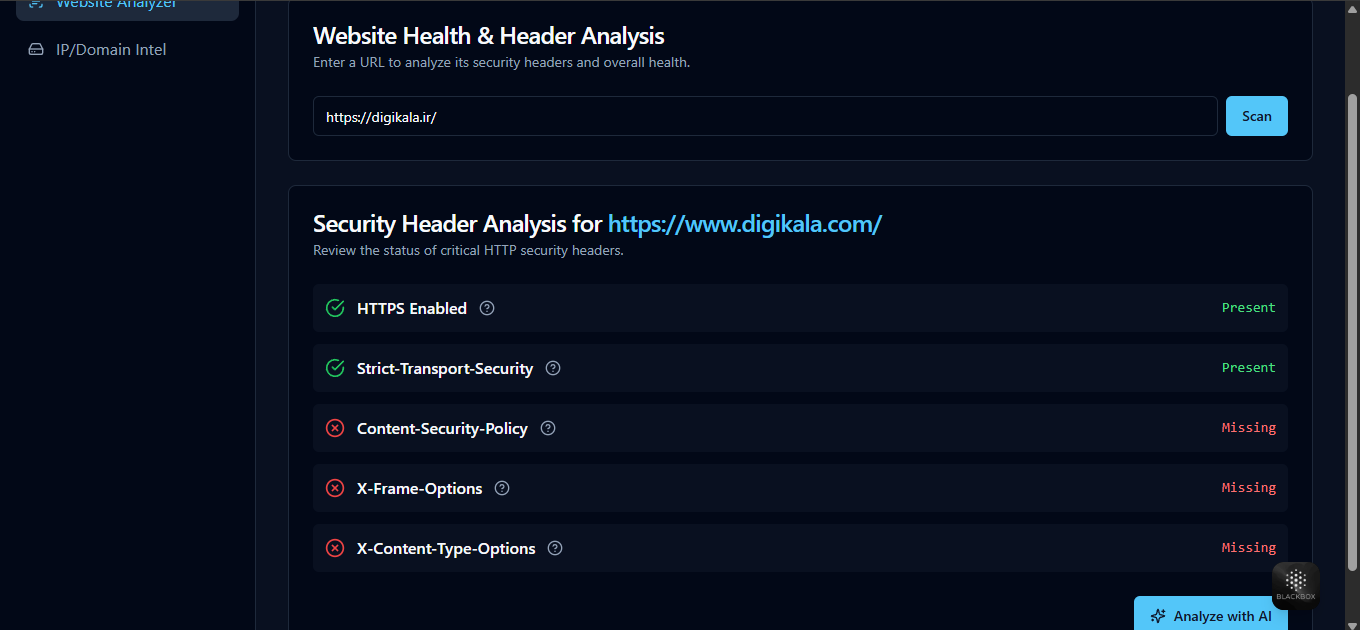 Website Analyzer
IP/Domain Intel
Website Health & Header Analysis
Enter a URL to analyze its security headers and overall health.
https://digikala.ir/
Scan
Security Header Analysis for https://www.digikala.com/
Review the status of critical HTTP security headers.
HTTPS Enabled Present
Strict-Transport-Security Present
Content-Security-Policy Missing
X-Frame-Options Missing
X-Content-Type-Options Missing
BLACKBOX
Analyze with AI